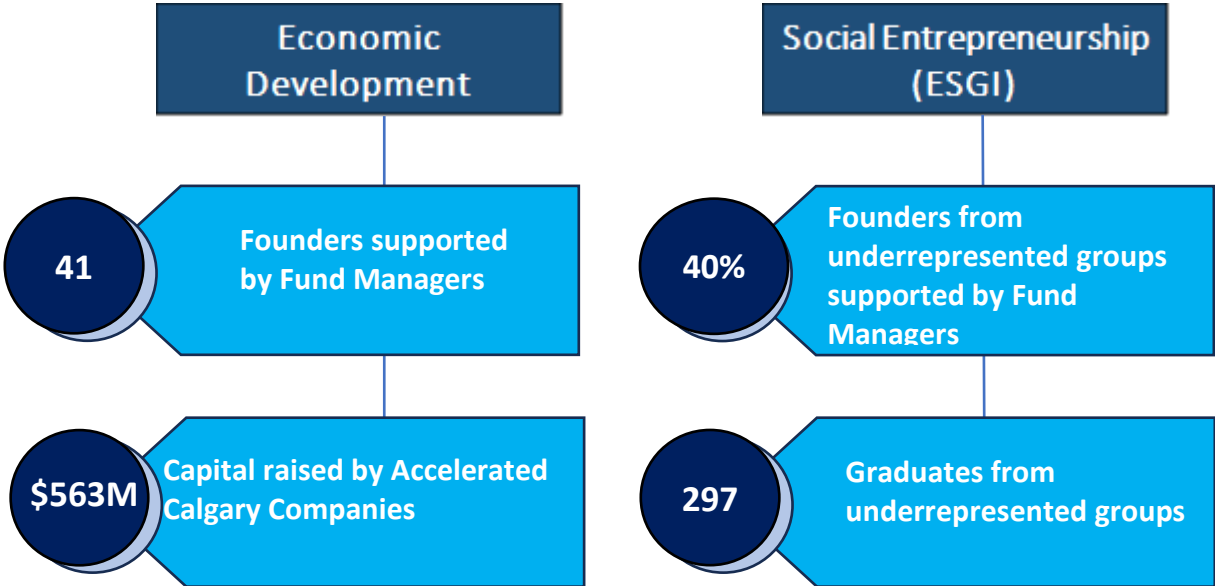 Economic
Development
41
Founders supported
by Fund Managers
$563M
Capital raised by Accelerated
Calgary Companies
Social Entrepreneurship
(ESGI)
40%
Founders from
underrepresented groups
supported by Fund
Managers
297
Graduates from
underrepresented groups